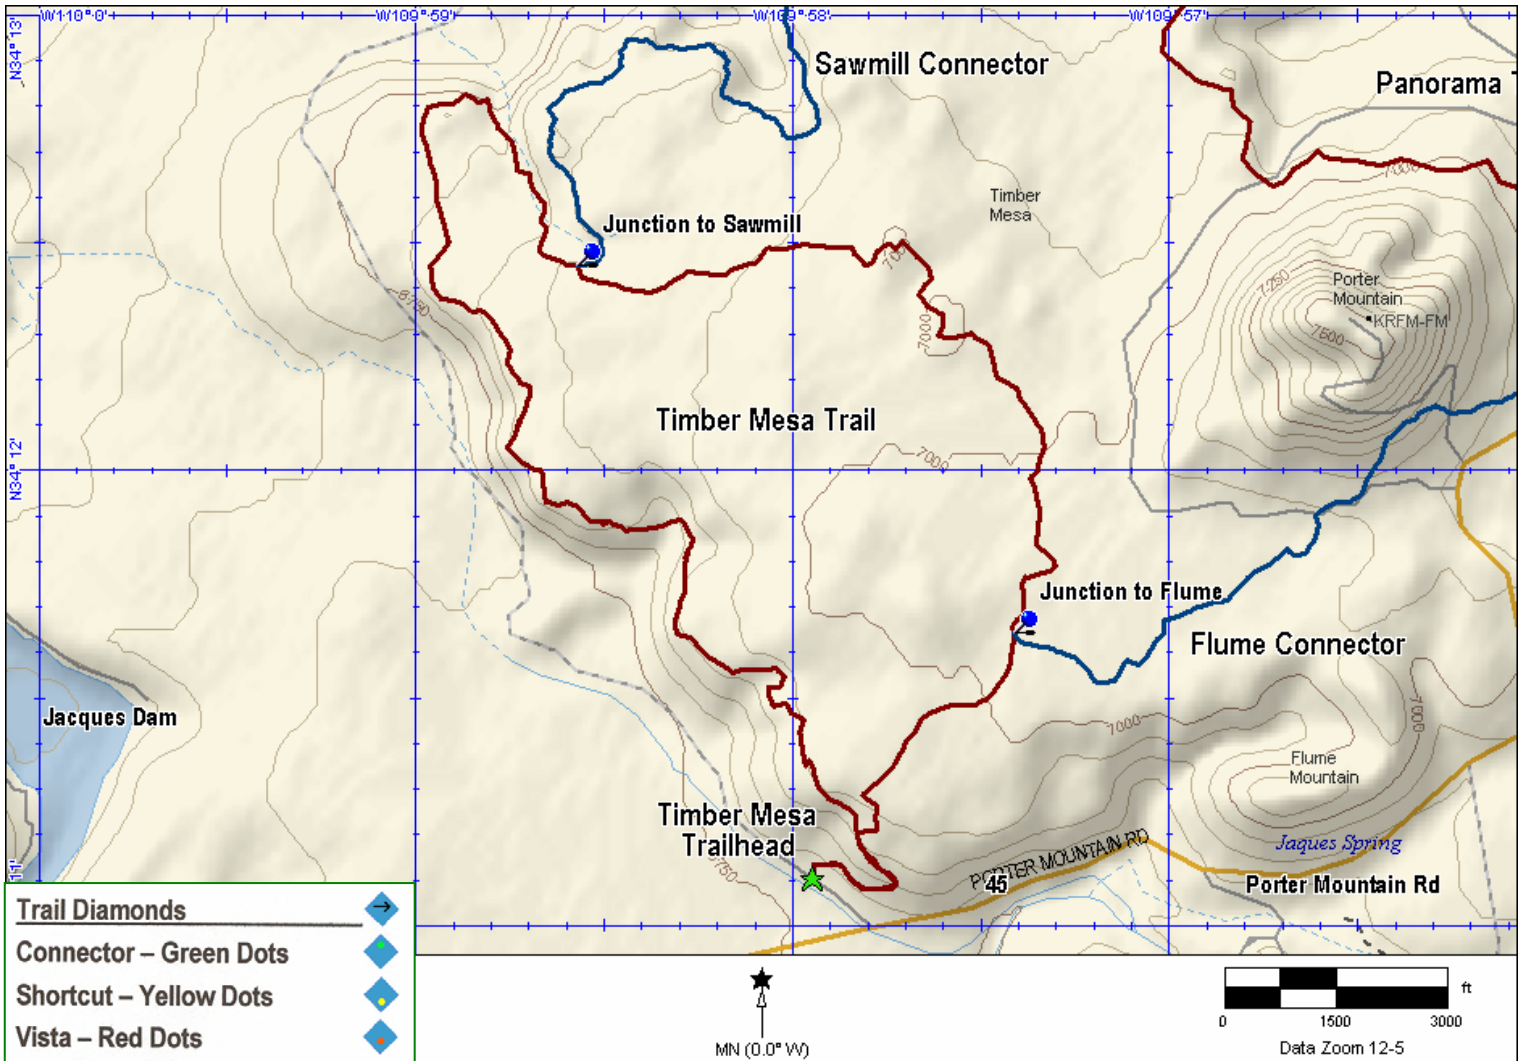 W110° 0'
W109° 59'
W109° 58'
W109° 57'
N34° 13'
Sawmill Connector
Panorama T
7000
Timber
Mesa
Junction to Sawmill
7000
7250
Porter
Mountain
KRFM-FM
7500
6750
7000
Timber Mesa Trail
7000
N34° 12'
Junction to Flume
Flume Connector
Jacques Dam
7000
7000
Flume
Mountain
Timber Mesa
Trailhead
PORTER MOUNTAIN RD
Jaques Spring
45
Porter Mountain Rd
6750
11'
Trail Diamonds
Connector – Green Dots
Shortcut – Yellow Dots
Vista – Red Dots
MN (0.0° W)
ft
0 1500 3000
Data Zoom 12-5